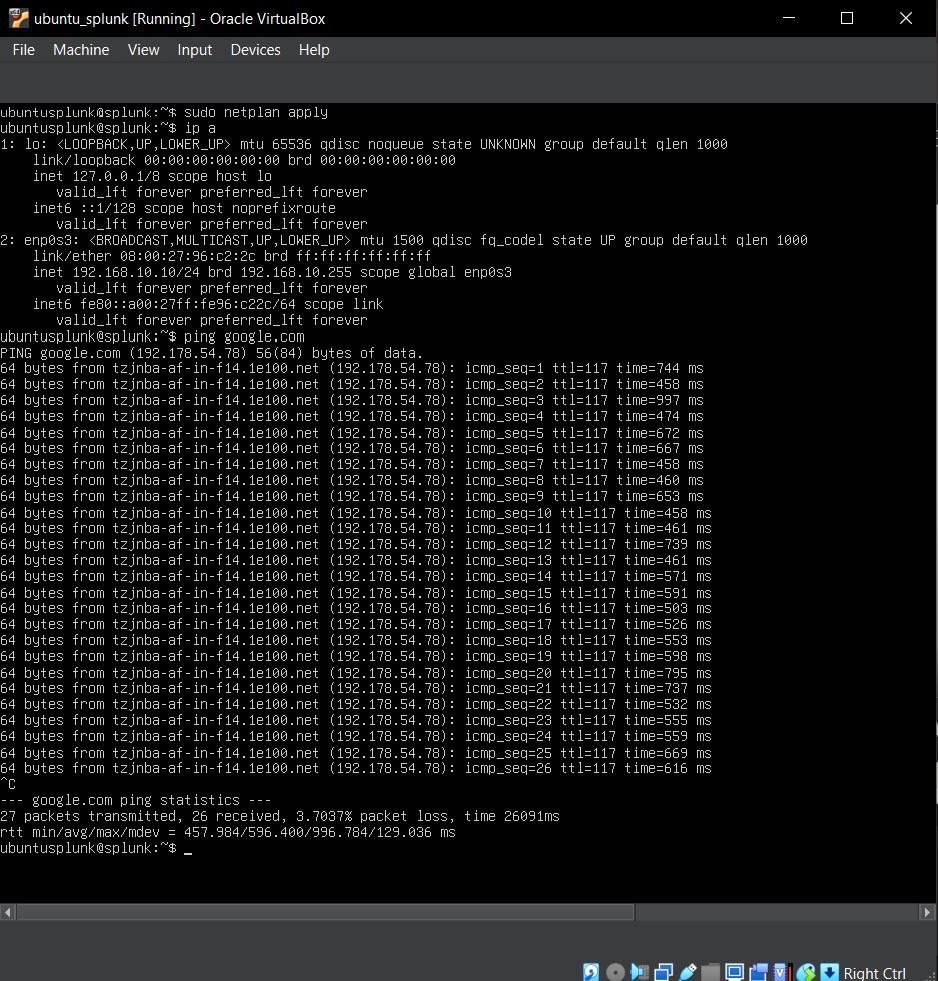 ubuntu_splunk [Running] - Oracle VirtualBox
File Machine View Input Devices Help
ubuntusplunk@splunk:~$ sudo netplan apply
ubuntusplunk@splunk:~$ ip a
1: lo: <LOOPBACK,UP,LOWER_UP> mtu 65536 qdisc noqueue state UNKNOWN group default qlen 1000
    link/loopback 00:00:00:00:00:00 brd 00:00:00:00:00:00
    inet 127.0.0.1/8 scope host lo
       valid_lft forever preferred_lft forever
    inet6 ::1/128 scope host noprefixroute
       valid_lft forever preferred_lft forever
2: enp0s3: <BROADCAST,MULTICAST,UP,LOWER_UP> mtu 1500 qdisc fq_codel state UP group default qlen 1000
    link/ether 08:00:27:96:c2:2c brd ff:ff:ff:ff:ff:ff
    inet 192.168.10.10/24 brd 192.168.10.255 scope global enp0s3
       valid_lft forever preferred_lft forever
    inet6 fe80::a00:27ff:fe96:c22c/64 scope link
       valid_lft forever preferred_lft forever
ubuntusplunk@splunk:~$ ping google.com
PING google.com (192.178.54.78) 56(84) bytes of data.
64 bytes from tzjnba-af-in-f14.1e100.net (192.178.54.78): icmp_seq=1 ttl=117 time=744 ms
64 bytes from tzjnba-af-in-f14.1e100.net (192.178.54.78): icmp_seq=2 ttl=117 time=458 ms
64 bytes from tzjnba-af-in-f14.1e100.net (192.178.54.78): icmp_seq=3 ttl=117 time=997 ms
64 bytes from tzjnba-af-in-f14.1e100.net (192.178.54.78): icmp_seq=4 ttl=117 time=474 ms
64 bytes from tzjnba-af-in-f14.1e100.net (192.178.54.78): icmp_seq=5 ttl=117 time=672 ms
64 bytes from tzjnba-af-in-f14.1e100.net (192.178.54.78): icmp_seq=6 ttl=117 time=667 ms
64 bytes from tzjnba-af-in-f14.1e100.net (192.178.54.78): icmp_seq=7 ttl=117 time=458 ms
64 bytes from tzjnba-af-in-f14.1e100.net (192.178.54.78): icmp_seq=8 ttl=117 time=460 ms
64 bytes from tzjnba-af-in-f14.1e100.net (192.178.54.78): icmp_seq=9 ttl=117 time=653 ms
64 bytes from tzjnba-af-in-f14.1e100.net (192.178.54.78): icmp_seq=10 ttl=117 time=458 ms
64 bytes from tzjnba-af-in-f14.1e100.net (192.178.54.78): icmp_seq=11 ttl=117 time=461 ms
64 bytes from tzjnba-af-in-f14.1e100.net (192.178.54.78): icmp_seq=12 ttl=117 time=739 ms
64 bytes from tzjnba-af-in-f14.1e100.net (192.178.54.78): icmp_seq=13 ttl=117 time=461 ms
64 bytes from tzjnba-af-in-f14.1e100.net (192.178.54.78): icmp_seq=14 ttl=117 time=571 ms
64 bytes from tzjnba-af-in-f14.1e100.net (192.178.54.78): icmp_seq=15 ttl=117 time=591 ms
64 bytes from tzjnba-af-in-f14.1e100.net (192.178.54.78): icmp_seq=16 ttl=117 time=503 ms
64 bytes from tzjnba-af-in-f14.1e100.net (192.178.54.78): icmp_seq=17 ttl=117 time=526 ms
64 bytes from tzjnba-af-in-f14.1e100.net (192.178.54.78): icmp_seq=18 ttl=117 time=553 ms
64 bytes from tzjnba-af-in-f14.1e100.net (192.178.54.78): icmp_seq=19 ttl=117 time=598 ms
64 bytes from tzjnba-af-in-f14.1e100.net (192.178.54.78): icmp_seq=20 ttl=117 time=795 ms
64 bytes from tzjnba-af-in-f14.1e100.net (192.178.54.78): icmp_seq=21 ttl=117 time=737 ms
64 bytes from tzjnba-af-in-f14.1e100.net (192.178.54.78): icmp_seq=22 ttl=117 time=532 ms
64 bytes from tzjnba-af-in-f14.1e100.net (192.178.54.78): icmp_seq=23 ttl=117 time=555 ms
64 bytes from tzjnba-af-in-f14.1e100.net (192.178.54.78): icmp_seq=24 ttl=117 time=559 ms
64 bytes from tzjnba-af-in-f14.1e100.net (192.178.54.78): icmp_seq=25 ttl=117 time=669 ms
64 bytes from tzjnba-af-in-f14.1e100.net (192.178.54.78): icmp_seq=26 ttl=117 time=616 ms
^C
--- google.com ping statistics ---
27 packets transmitted, 26 received, 3.7037% packet loss, time 26091ms
rtt min/avg/max/mdev = 457.984/596.400/996.784/129.036 ms
ubuntusplunk@splunk:~$ _
Right Ctrl